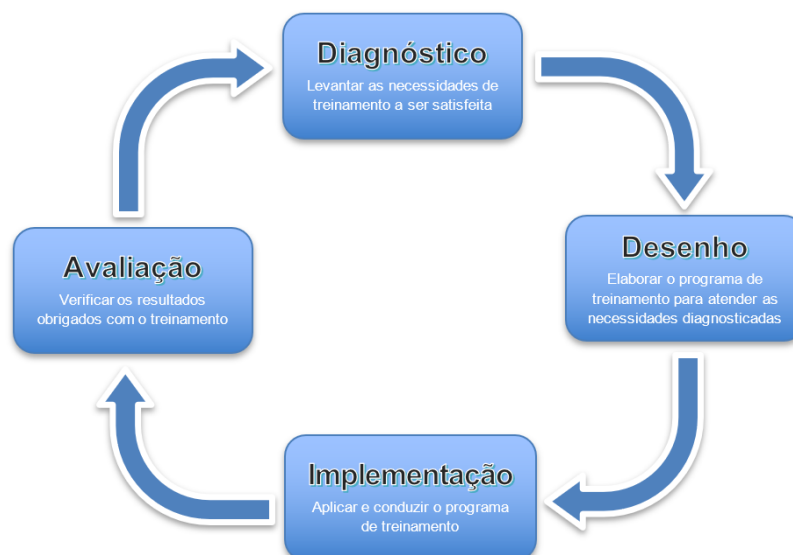 Diagnóstico
Levantar as necessidades de
treinamento a ser satisfeita
Desenho
Elaborar o programa de
treinamento para atender as
necessidades diagnosticadas
Implementação
Aplicar e conduzir o programa
de treinamento
Avaliação
Verificar os resultados
obrigados com o treinamento